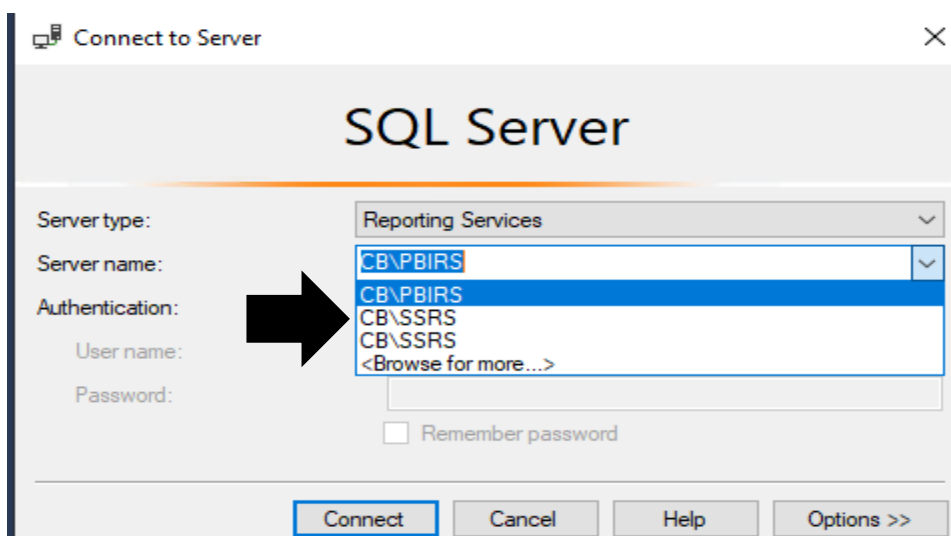 Connect to Server
SQL Server
Server type: Reporting Services
Server name: CB\PBIRS
CB\PBIRS
Authentication: CB\SSRS
CB\SSRS
User name: <Browse for more...>
Password:
Remember password
Connect Cancel Help Options >>